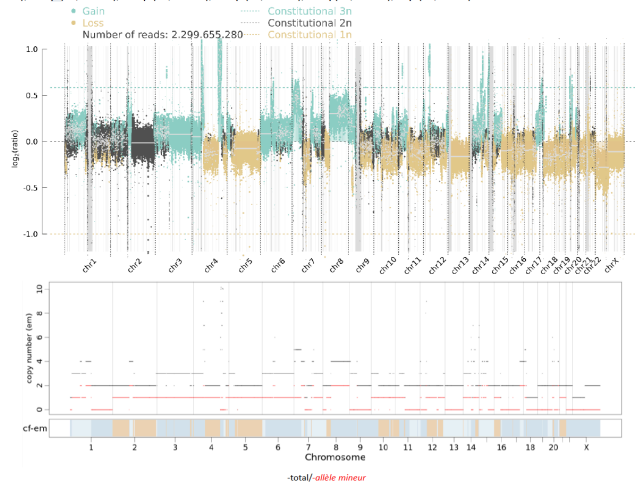 Gain
Constitutional 3n
Loss
Constitutional 2n
Number of reads: 2.299.655.280
Constitutional 1n
1.0
0.5
0.0
-0.5
-1.0
log2(ratio)
chr1
chr2
chr3
chr4
chr5
chr6
chr7
chr8
chr9
chr10
chr11
chr12
chr13
chr14
chr15
chr16
chr17
chr18
chr19
chr20
chr21
chr22
chrX
10
8
6
4
2
0
copy number (em)
cf-em
1 2 3 4 5 6 7 8 9 10 11 12 13 14 16 18 20 X
Chromosome
-total/-allèle mineur